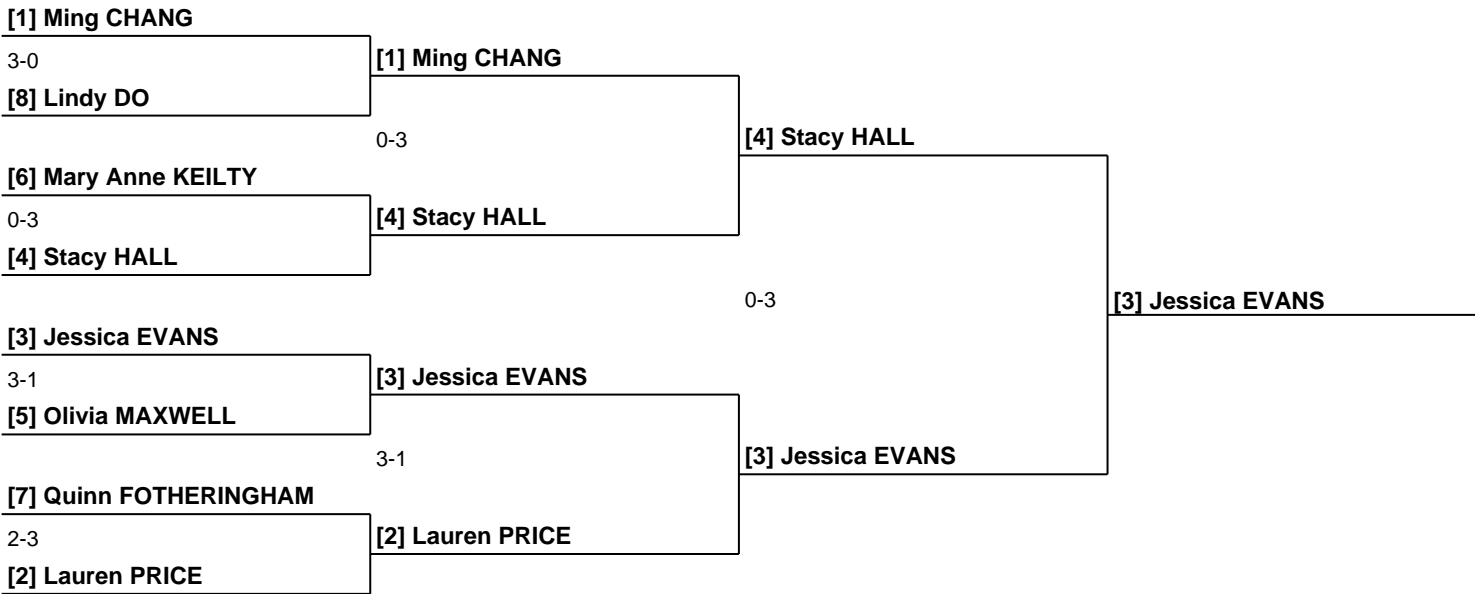 [1] Ming CHANG
3-0
[8] Lindy DO
[6] Mary Anne KEILTY
0-3
[4] Stacy HALL
[3] Jessica EVANS
3-1
[5] Olivia MAXWELL
[7] Quinn FOTHERINGHAM
2-3
[2] Lauren PRICE
[1] Ming CHANG
0-3
[4] Stacy HALL
[3] Jessica EVANS
3-1
[2] Lauren PRICE
[4] Stacy HALL
0-3
[3] Jessica EVANS
[3] Jessica EVANS